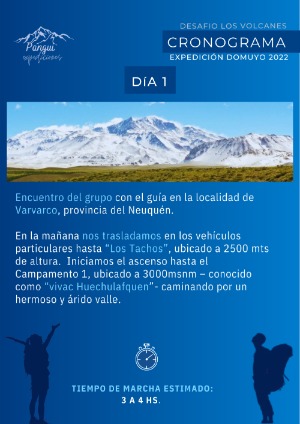 Pangui
expediciones
DESAFIO LOS VOLCANES
CRONOGRAMA
EXPEDICIÓN DOMUYO 2022
DíA 1
Encuentro del grupo con el guía en la localidad de
Varvarco, provincia del Neuquén.
En la mañana nos trasladamos en los vehículos
particulares hasta “Los Tachos”, ubicado a 2500 mts
de altura. Iniciamos el ascenso hasta el
Campamento 1, ubicado a 3000msnm – conocido
como “vivac Huechulafquen”- caminando por un
hermoso y árido valle.
TIEMPO DE MARCHA ESTIMADO:
3 A 4 HS.